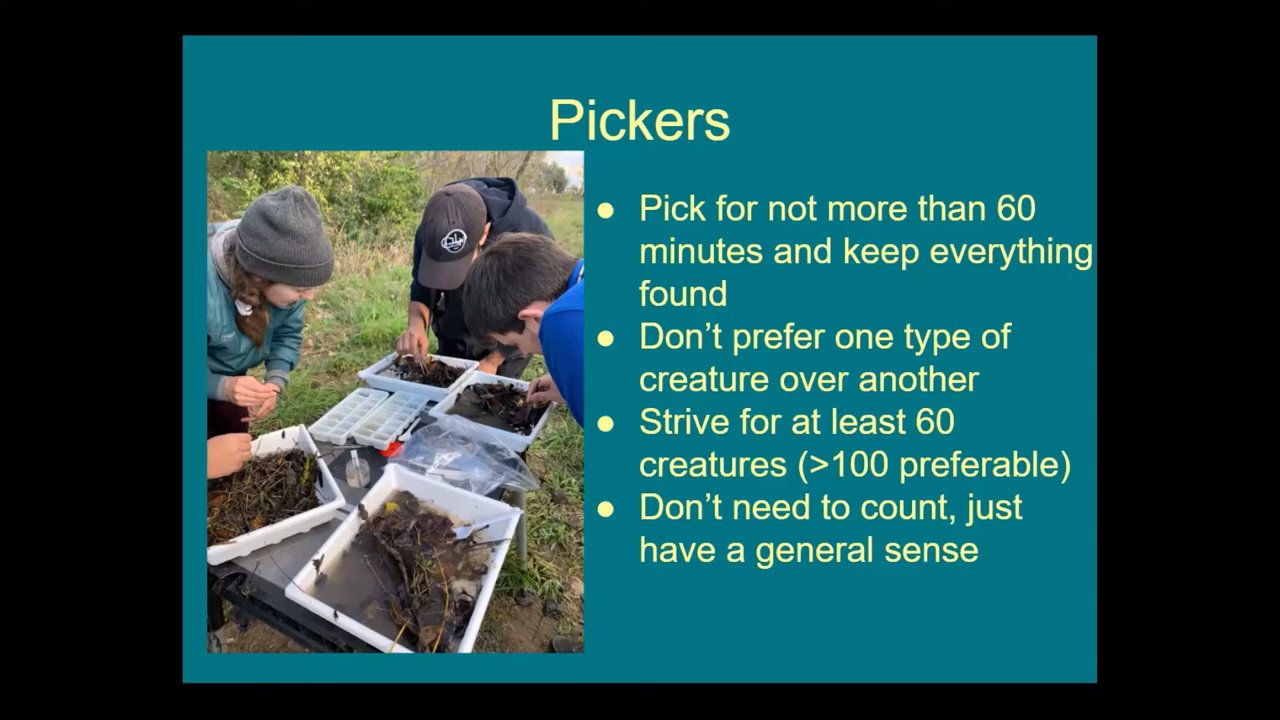 Pickers
● Pick for not more than 60
minutes and keep everything
found
● Don’t prefer one type of
creature over another
● Strive for at least 60
creatures (>100 preferable)
● Don’t need to count, just
have a general sense